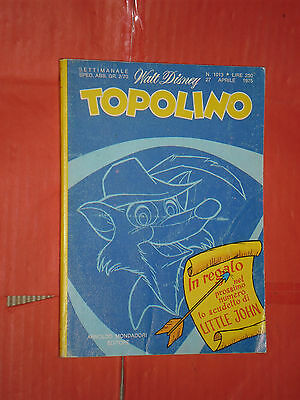 SETTIMANALE
SPED. ABB. GR. 2/70
Walt Disney
N. 1013 • LIRE 250
27 APRILE 1975
TOPOLINO
In regalo
nel
prossimo
numero
lo scudetto di
LITTLE JOHN
ARNOLDO MONDADORI
EDITORE